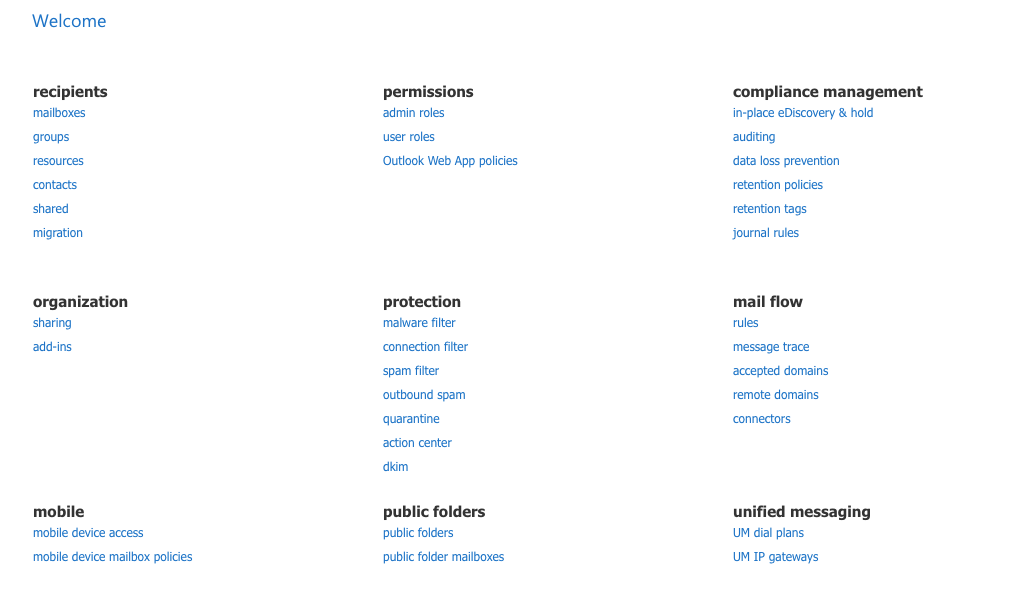 Welcome
recipients
mailboxes
groups
resources
contacts
shared
migration
permissions
admin roles
user roles
Outlook Web App policies
compliance management
in-place eDiscovery & hold
auditing
data loss prevention
retention policies
retention tags
journal rules
organization
sharing
add-ins
protection
malware filter
connection filter
spam filter
outbound spam
quarantine
action center
dkim
mail flow
rules
message trace
accepted domains
remote domains
connectors
mobile
mobile device access
mobile device mailbox policies
public folders
public folders
public folder mailboxes
unified messaging
UM dial plans
UM IP gateways